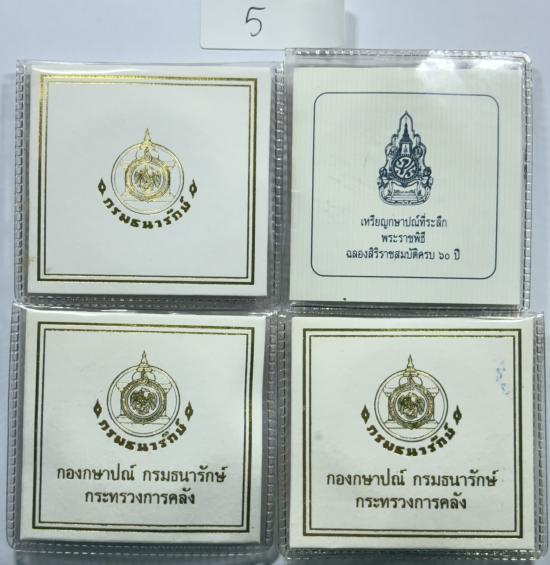 5
กรมธนารักษ์
เหรียญกษาปณ์ที่ระลึก
พระราชพิธี
ฉลองสิริราชสมบัติครบ ๖๐ ปี
กรมธนารักษ์
กองกษาปณ์ กรมธนารักษ์
กระทรวงการคลัง
กรมธนารักษ์
กองกษาปณ์ กรมธนารักษ์
กระทรวงการคลัง